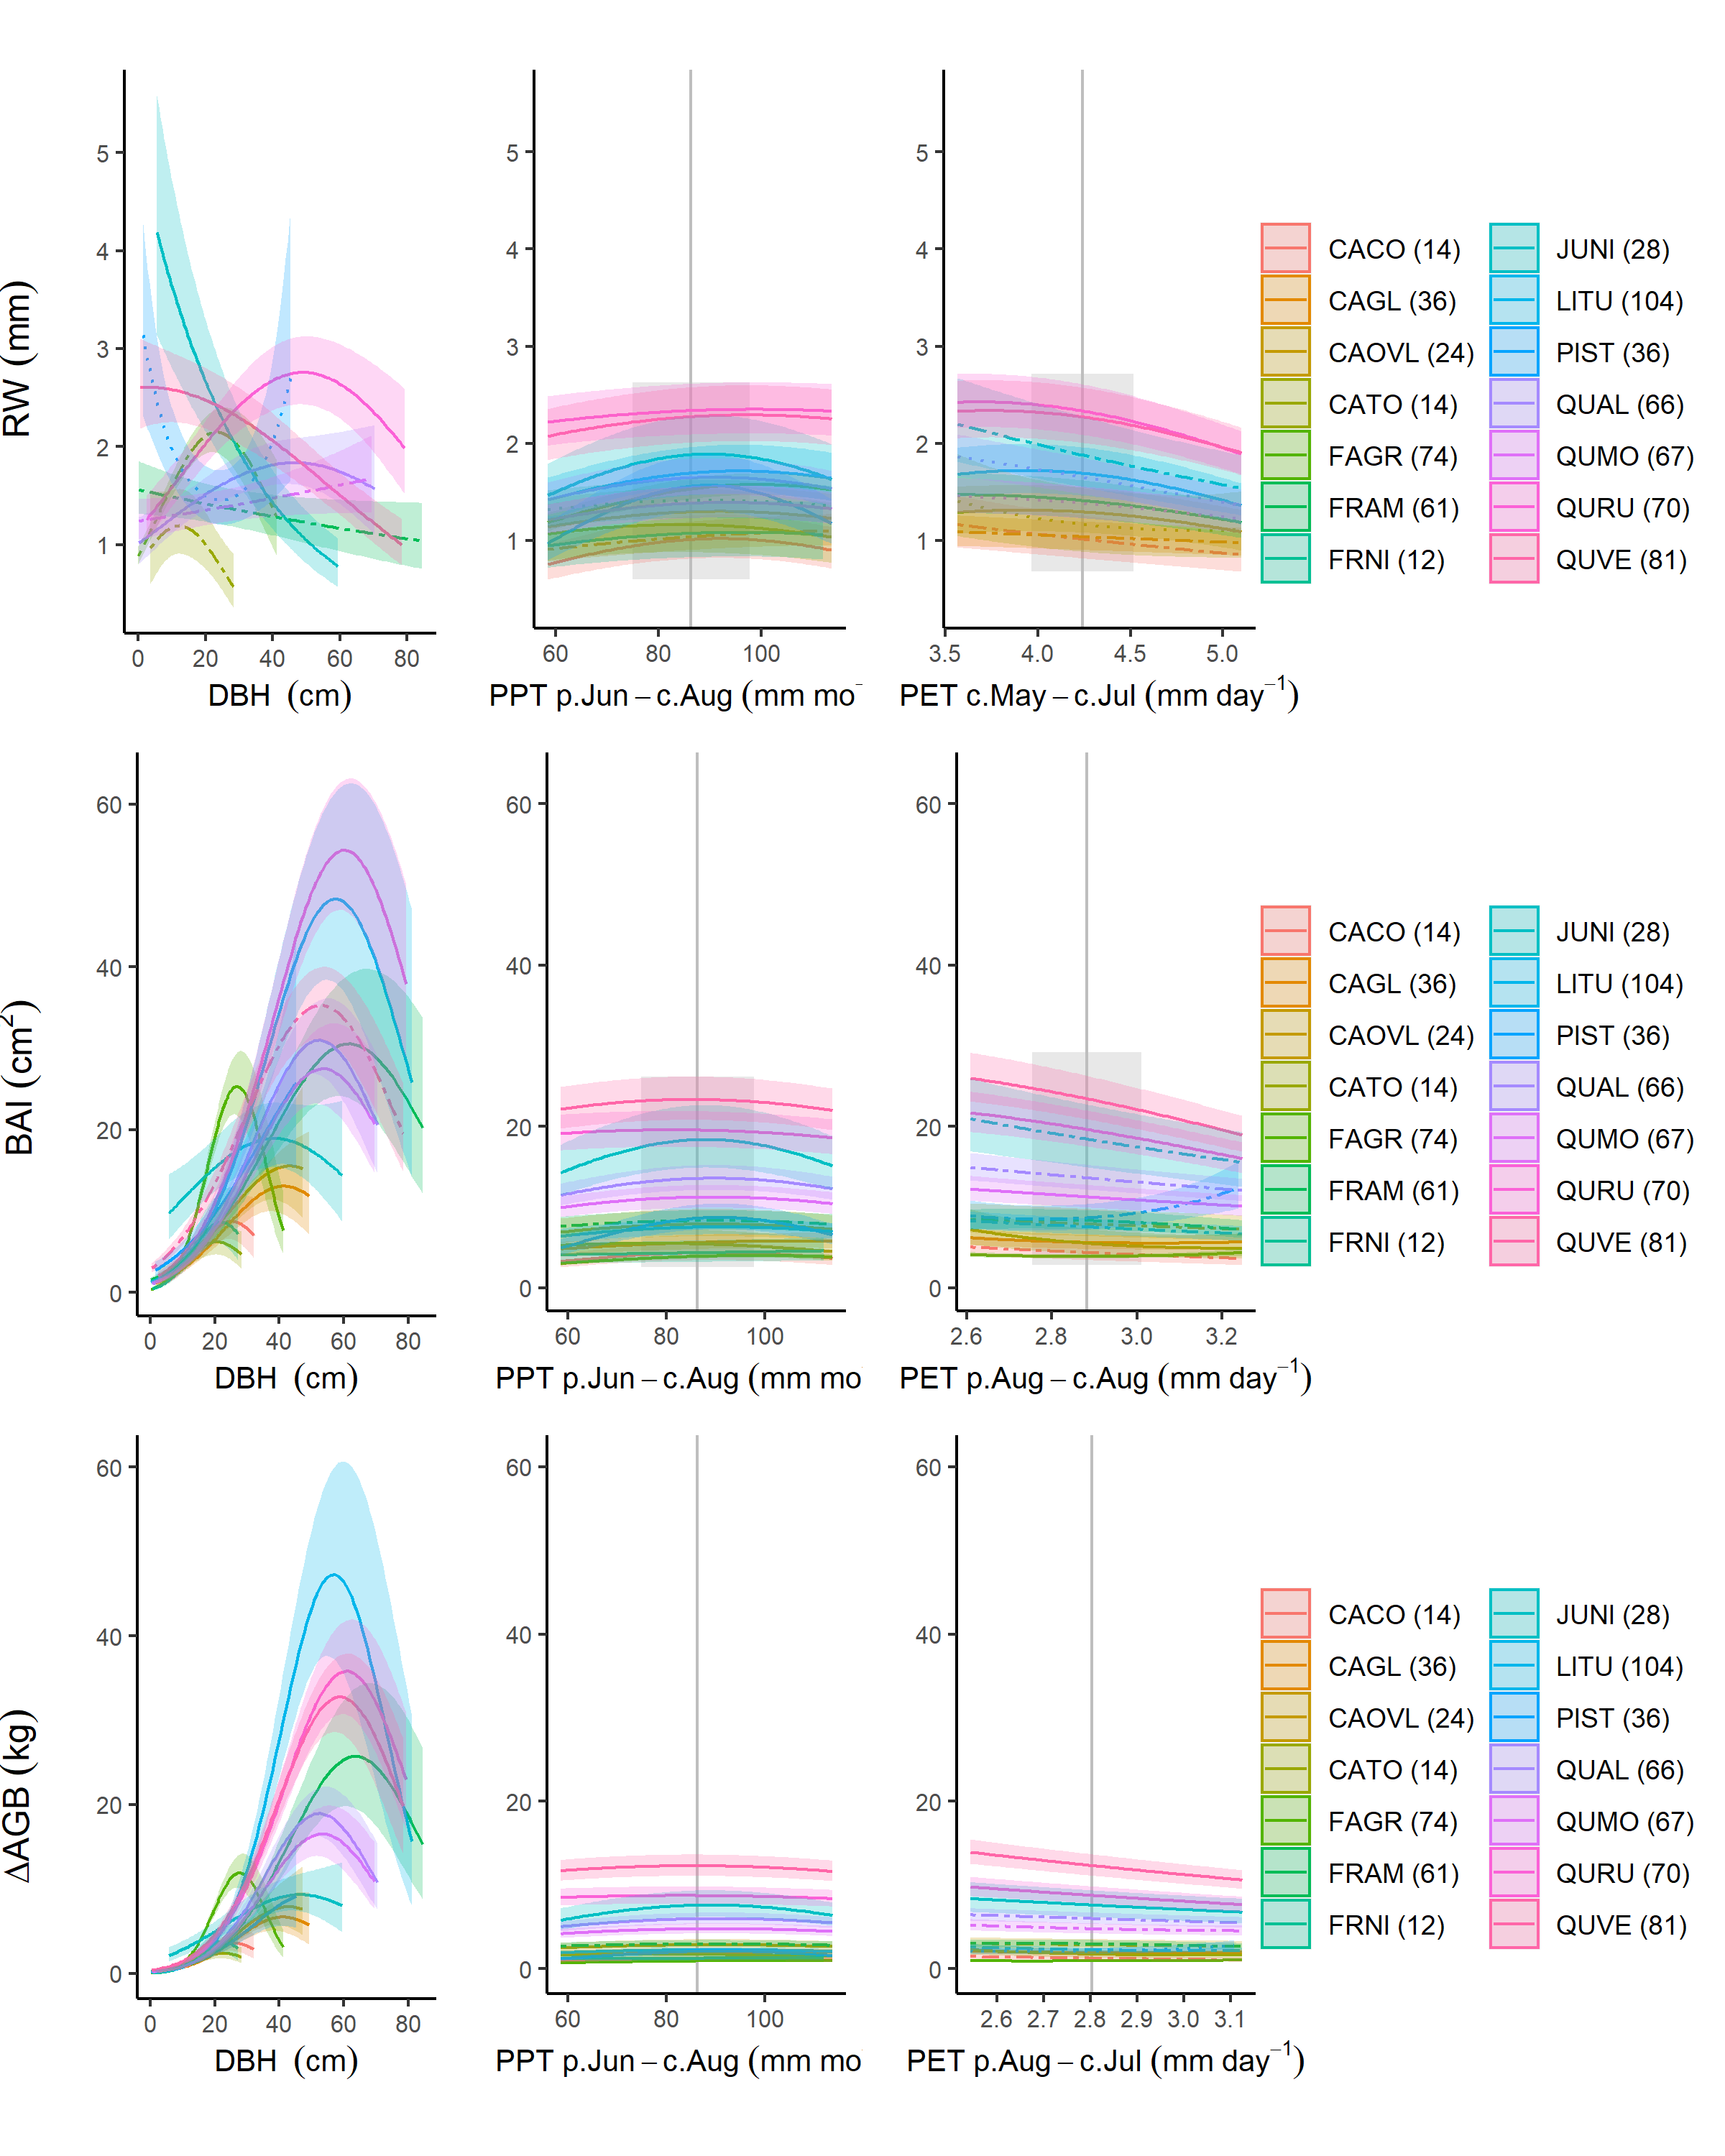 RW (mm)
5
4
3
2
1
0 20 40 60 80
DBH (cm)
5
4
3
2
1
60 80 100
PPT p.Jun – c.Aug (mm mo⁻
5
4
3
2
1
3.5 4.0 4.5 5.0
PET c.May – c.Jul (mm day⁻¹)
CACO (14)
CAGL (36)
CAOVL (24)
CATO (14)
FAGR (74)
FRAM (61)
FRNI (12)
JUNI (28)
LITU (104)
PIST (36)
QUAL (66)
QUMO (67)
QURU (70)
QUVE (81)
BAI (cm²)
60
40
20
0
0 20 40 60 80
DBH (cm)
60
40
20
0
60 80 100
PPT p.Jun – c.Aug (mm mo
60
40
20
0
2.6 2.8 3.0 3.2
PET p.Aug – c.Aug (mm day⁻¹)
CACO (14)
CAGL (36)
CAOVL (24)
CATO (14)
FAGR (74)
FRAM (61)
FRNI (12)
JUNI (28)
LITU (104)
PIST (36)
QUAL (66)
QUMO (67)
QURU (70)
QUVE (81)
ΔAGB (kg)
60
40
20
0
0 20 40 60 80
DBH (cm)
60
40
20
0
60 80 100
PPT p.Jun – c.Aug (mm mo
60
40
20
0
2.6 2.7 2.8 2.9 3.0 3.1
PET p.Aug – c.Jul (mm day⁻¹)
CACO (14)
CAGL (36)
CAOVL (24)
CATO (14)
FAGR (74)
FRAM (61)
FRNI (12)
JUNI (28)
LITU (104)
PIST (36)
QUAL (66)
QUMO (67)
QURU (70)
QUVE (81)